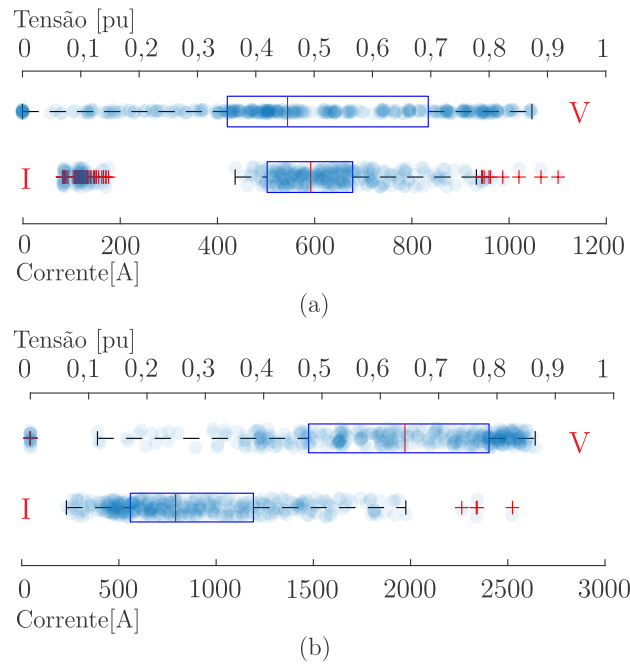 Tensão [pu]
0 0,1 0,2 0,3 0,4 0,5 0,6 0,7 0,8 0,9 1
V
I
0 200 400 600 800 1000 1200
Corrente[A]
(a)
Tensão [pu]
0 0,1 0,2 0,3 0,4 0,5 0,6 0,7 0,8 0,9 1
V
I
0 500 1000 1500 2000 2500 3000
Corrente[A]
(b)